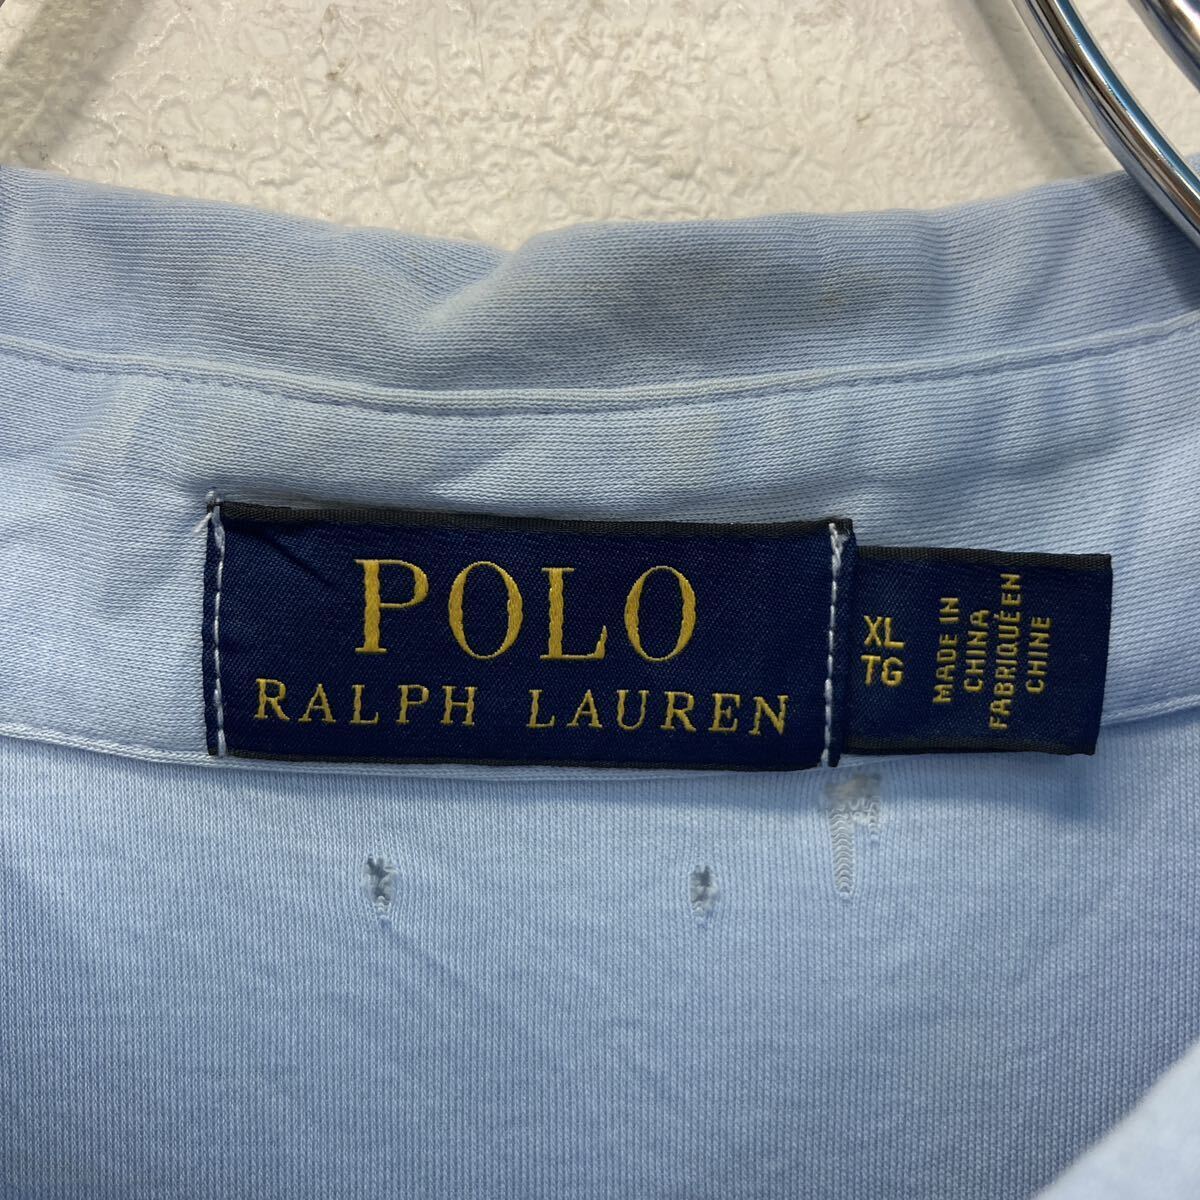 POLO
RALPH LAUREN
XL
TG
MADE IN
CHINA
FABRIQUÉ EN
CHINE